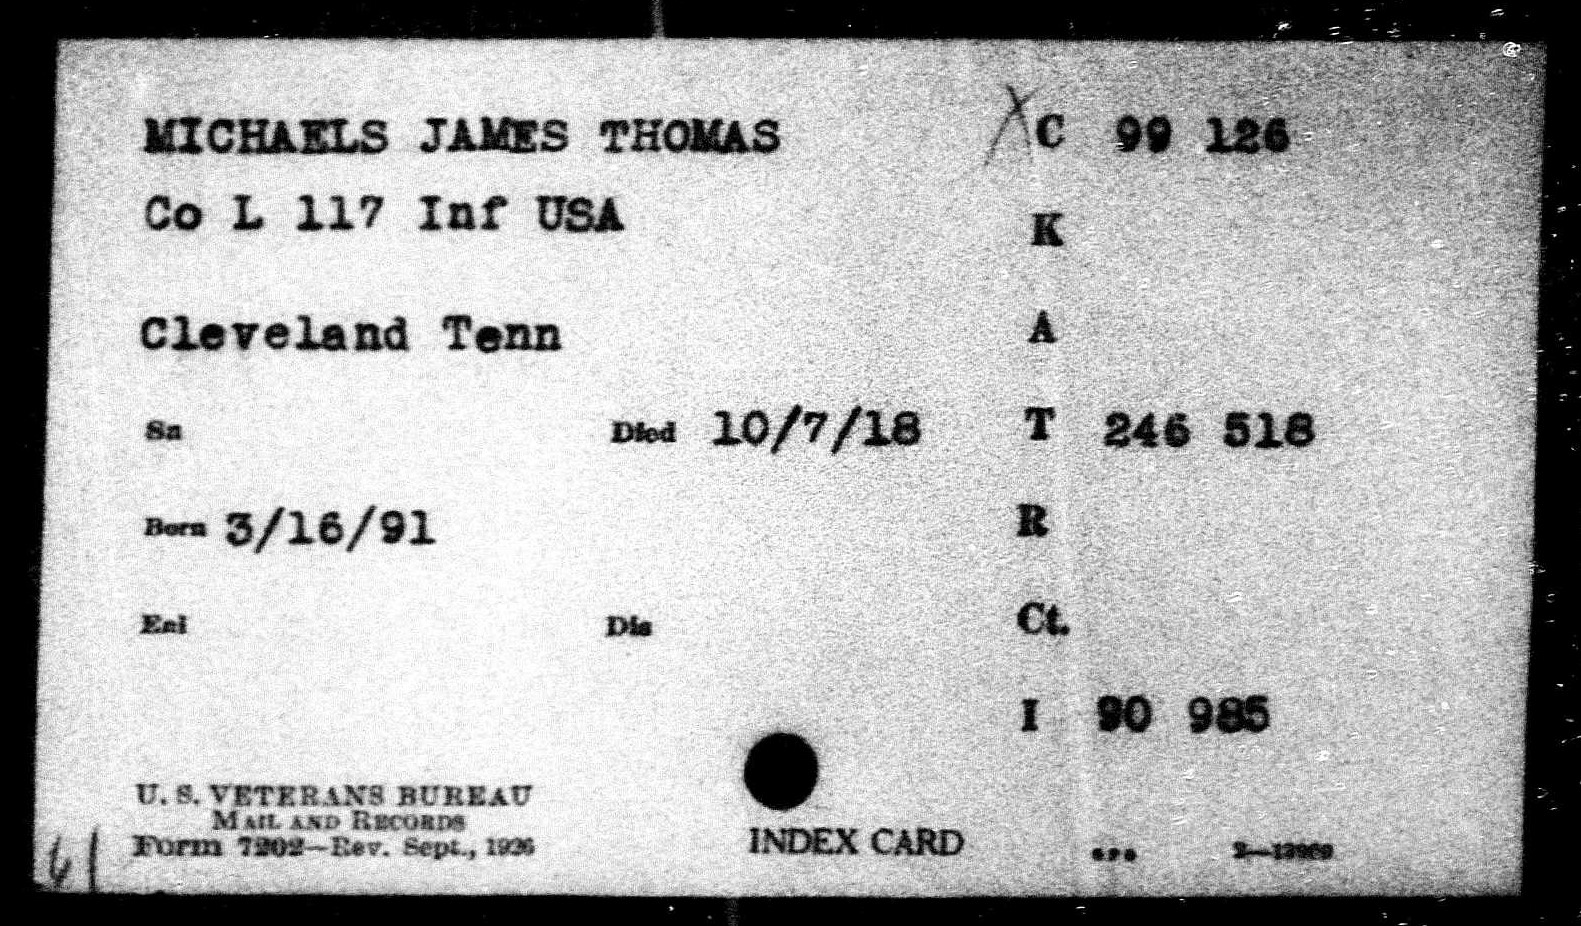 MICHAELS JAMES THOMAS
C 99 126
Co L 117 Inf USA
K
Cleveland Tenn
A
Sn
Died 10/7/18
T 246 518
Born 3/16/91
R
Enl
Dis
Ct.
I 90 985
U. S. VETERANS BUREAU
MAIL AND RECORDS
Form 7202—Rev. Sept., 1926
INDEX CARD
61